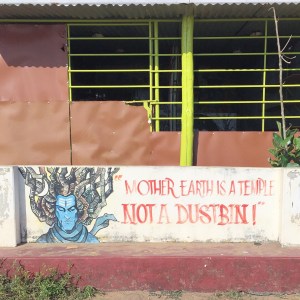 "MOTHER EARTH IS A TEMPLE
NOT A DUSTBIN!"